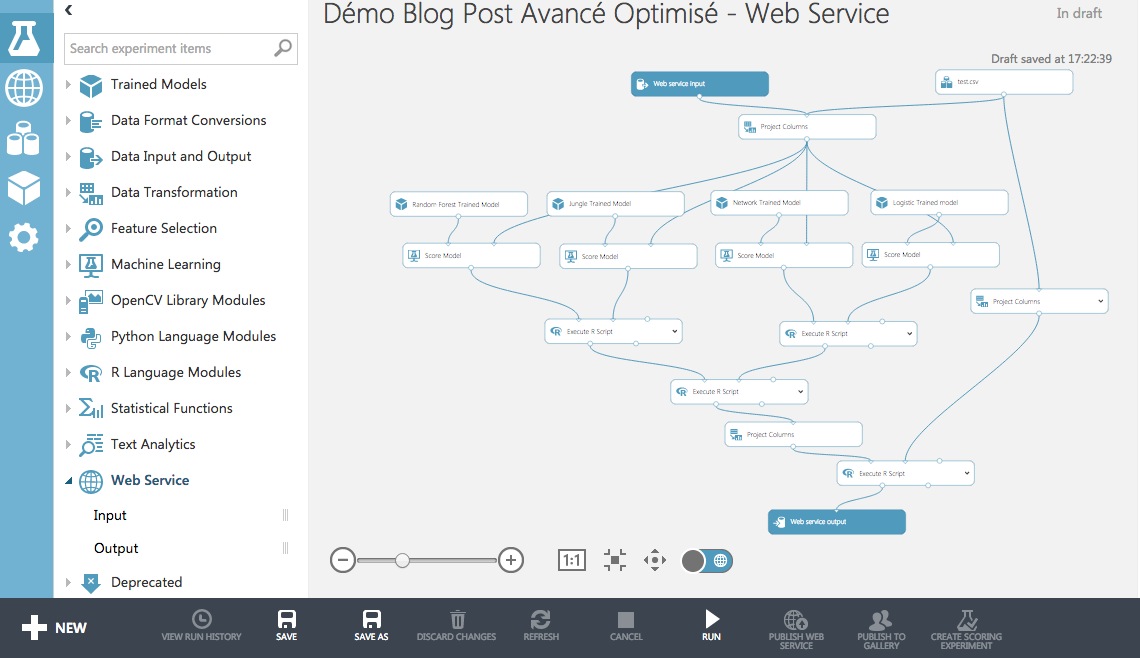 Démo Blog Post Avancé Optimisé - Web Service
In draft
Draft saved at 17:22:39
Search experiment items
Trained Models
Data Format Conversions
Data Input and Output
Data Transformation
Feature Selection
Machine Learning
OpenCV Library Modules
Python Language Modules
R Language Modules
Statistical Functions
Text Analytics
Web Service
Input
Output
Deprecated
Web service input
test.csv
Project Columns
Random Forest Trained Model
Jungle Trained Model
Network Trained Model
Logistic Trained model
Score Model
Score Model
Score Model
Score Model
Project Columns
Execute R Script
Execute R Script
Execute R Script
Project Columns
Execute R Script
Web service output
1:1
NEW
VIEW RUN HISTORY
SAVE
SAVE AS
DISCARD CHANGES
REFRESH
CANCEL
RUN
PUBLISH WEB
SERVICE
PUBLISH TO
GALLERY
CREATE SCORING
EXPERIMENT